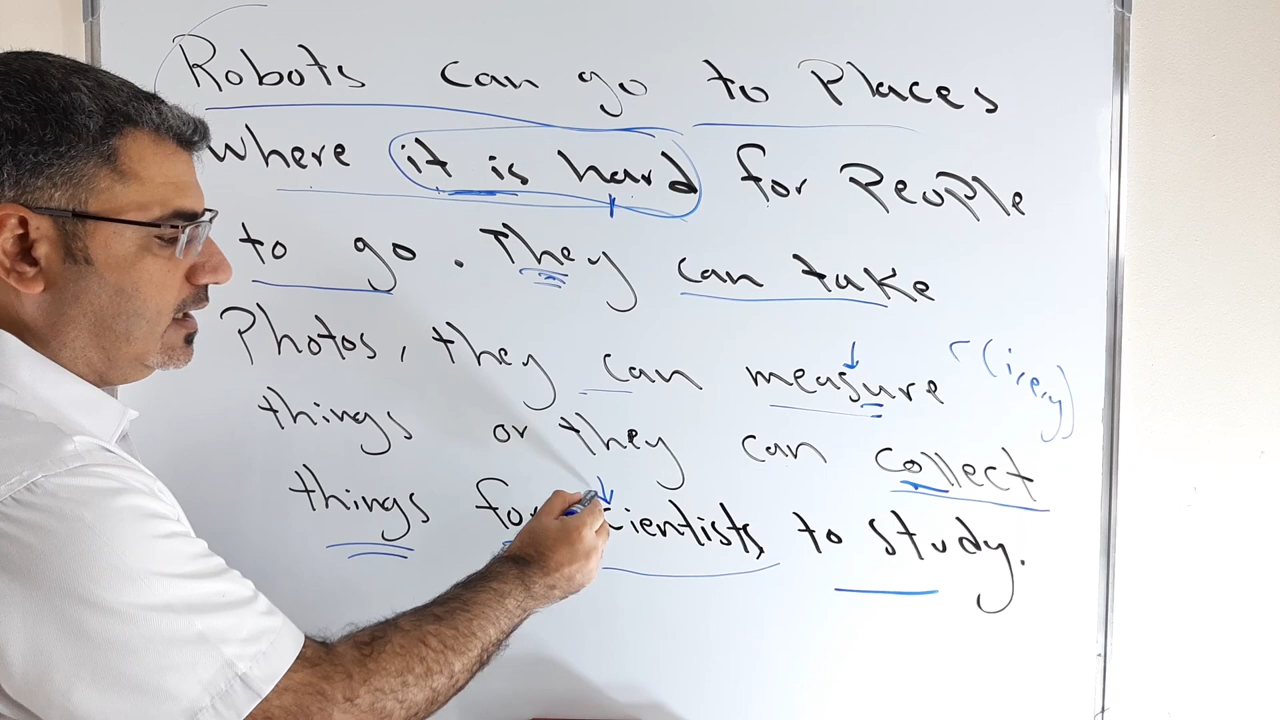 Robots can go to Places
where it is hard for People
to go. They can take
Photos, they can measure
things or they can collect
things for scientists to study.